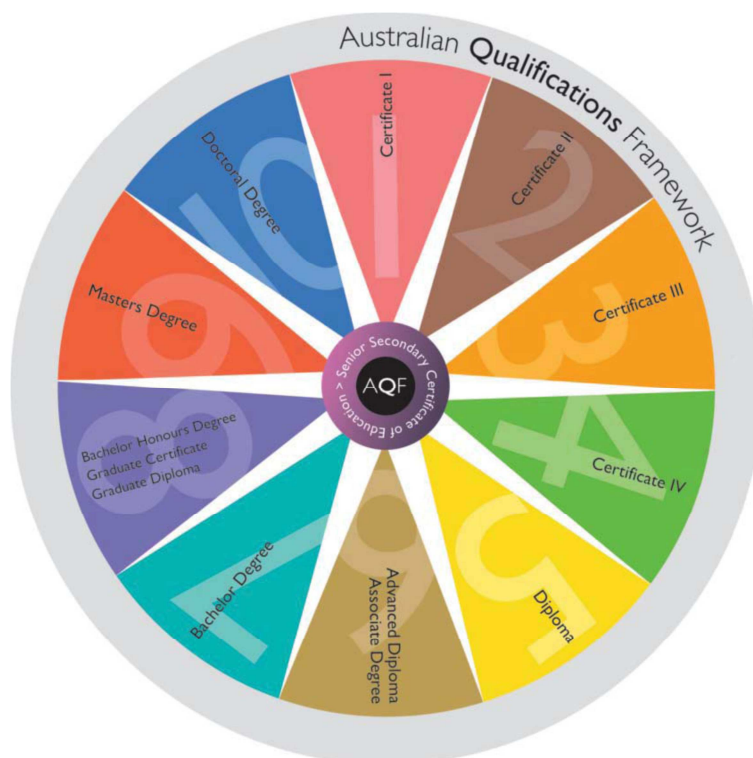 Australian Qualifications Framework
Certificate I
1
Certificate II
2
Certificate III
3
Certificate IV
4
Diploma
5
Advanced Diploma
Associate Degree
6
Bachelor Degree
7
Bachelor Honours Degree
Graduate Certificate
Graduate Diploma
8
Masters Degree
9
Doctoral Degree
10
Senior Secondary Certificate of Education >
AQF